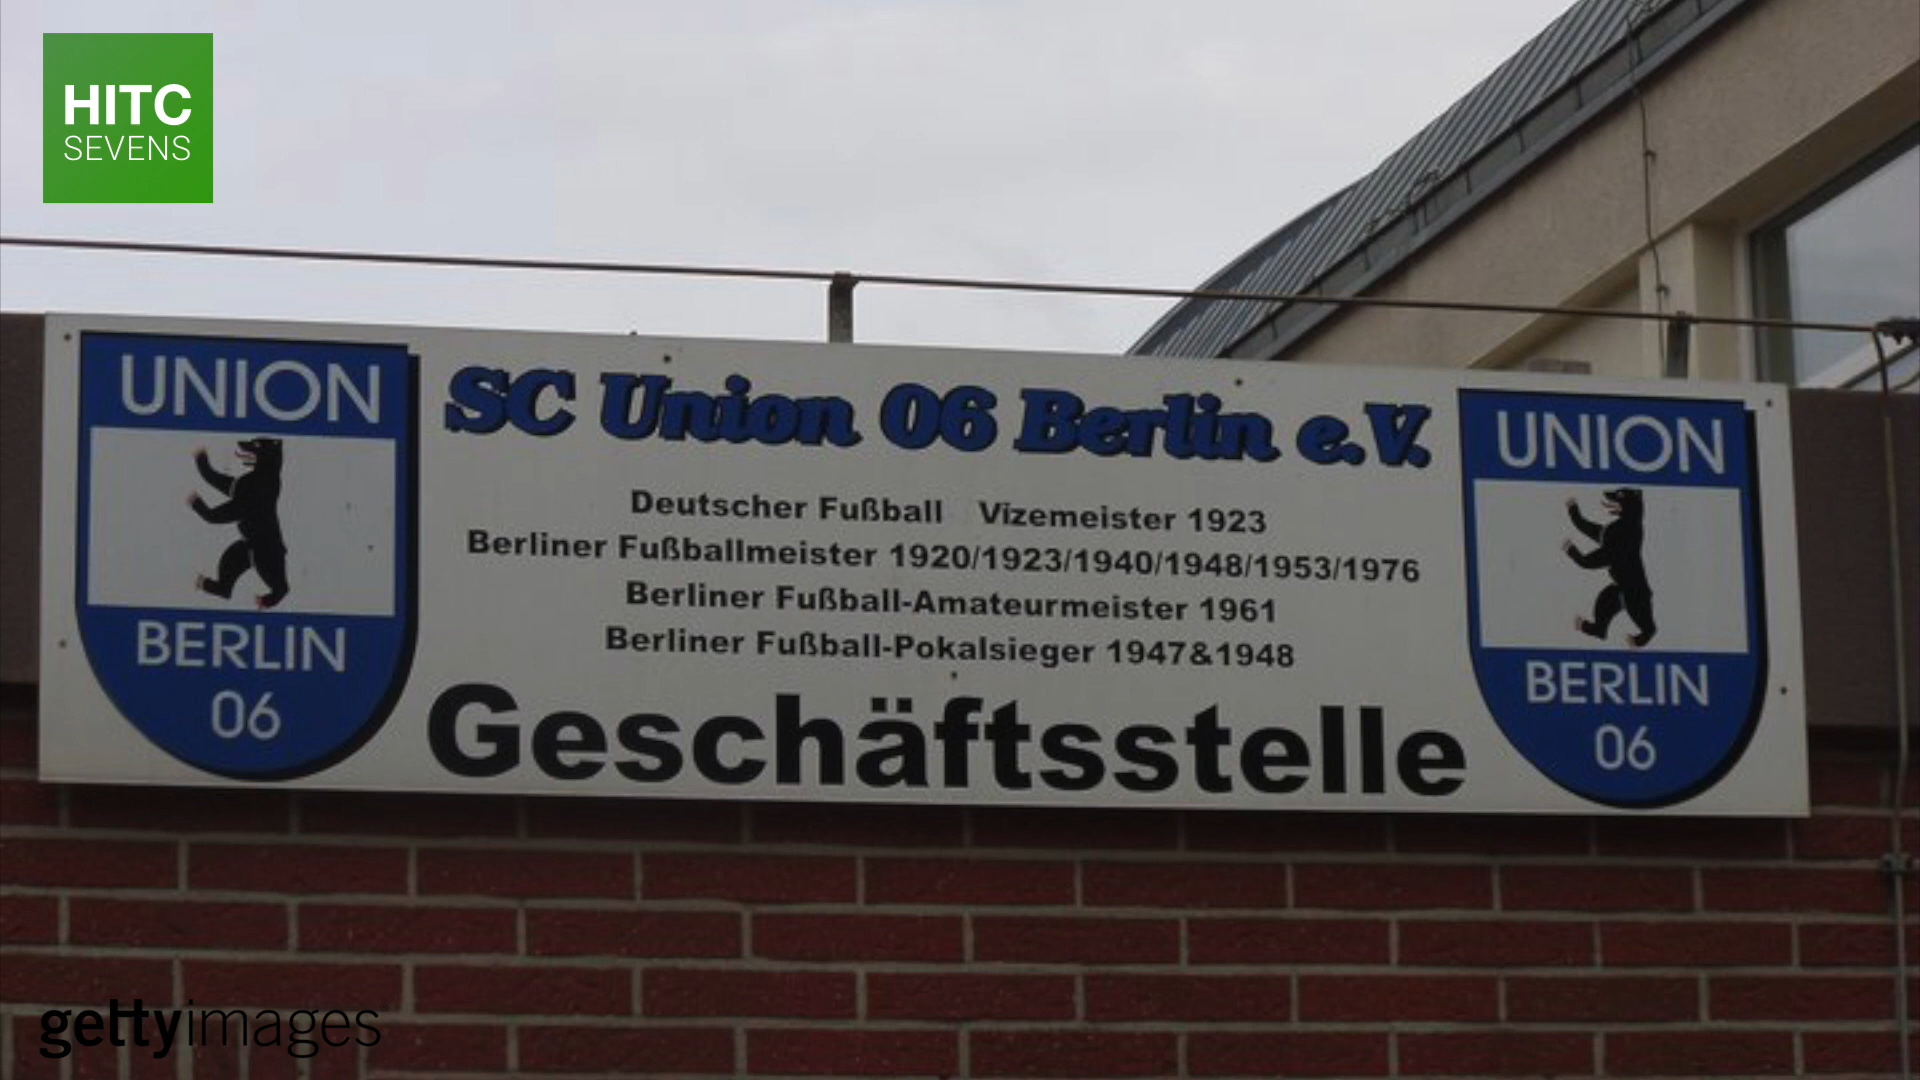 HITC
SEVENS
UNION
BERLIN
06
SC Union 06 Berlin e.V.
Deutscher Fußball Vizemeister 1923
Berliner Fußballmeister 1920/1923/1940/1948/1953/1976
Berliner Fußball-Amateurmeister 1961
Berliner Fußball-Pokalsieger 1947&1948
Geschäftsstelle
UNION
BERLIN
06
gettyimages